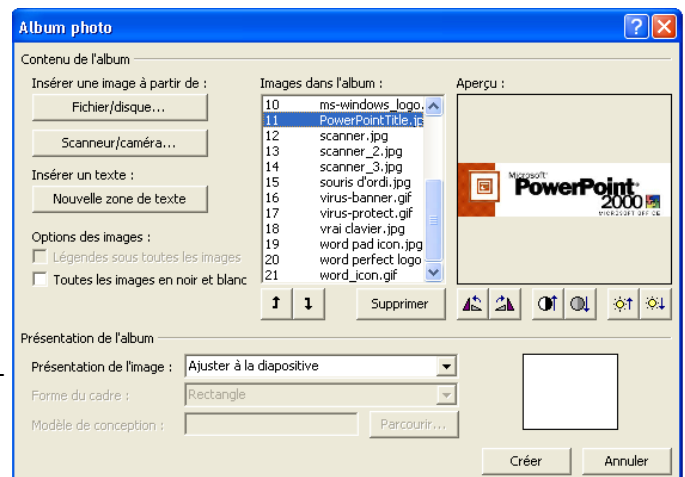 Album photo
Contenu de l'album
Insérer une image à partir de :
Fichier/disque...
Scanneur/caméra...
Insérer un texte :
Nouvelle zone de texte
Options des images :
Légendes sous toutes les images
Toutes les images en noir et blanc
Images dans l'album :
10 ms-windows_logo.
11 PowerPointTitle.jp
12 scanner.jpg
13 scanner_2.jpg
14 scanner_3.jpg
15 souris d'ordi.jpg
16 virus-banner.gif
17 virus-protect.gif
18 vrai clavier.jpg
19 word pad icon.jpg
20 word perfect logo
21 word_icon.gif
Supprimer
Aperçu :
Microsoft
PowerPoint
2000
MICROSOFT OFFICE
Présentation de l'album
Présentation de l'image : Ajuster à la diapositive
Forme du cadre : Rectangle
Modèle de conception : Parcourir...
Créer Annuler